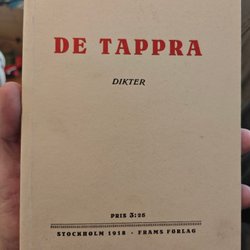 DE TAPPRA
DIKTER
PRIS 3:25
STOCKHOLM 1918 - FRAMS FÖRLAG